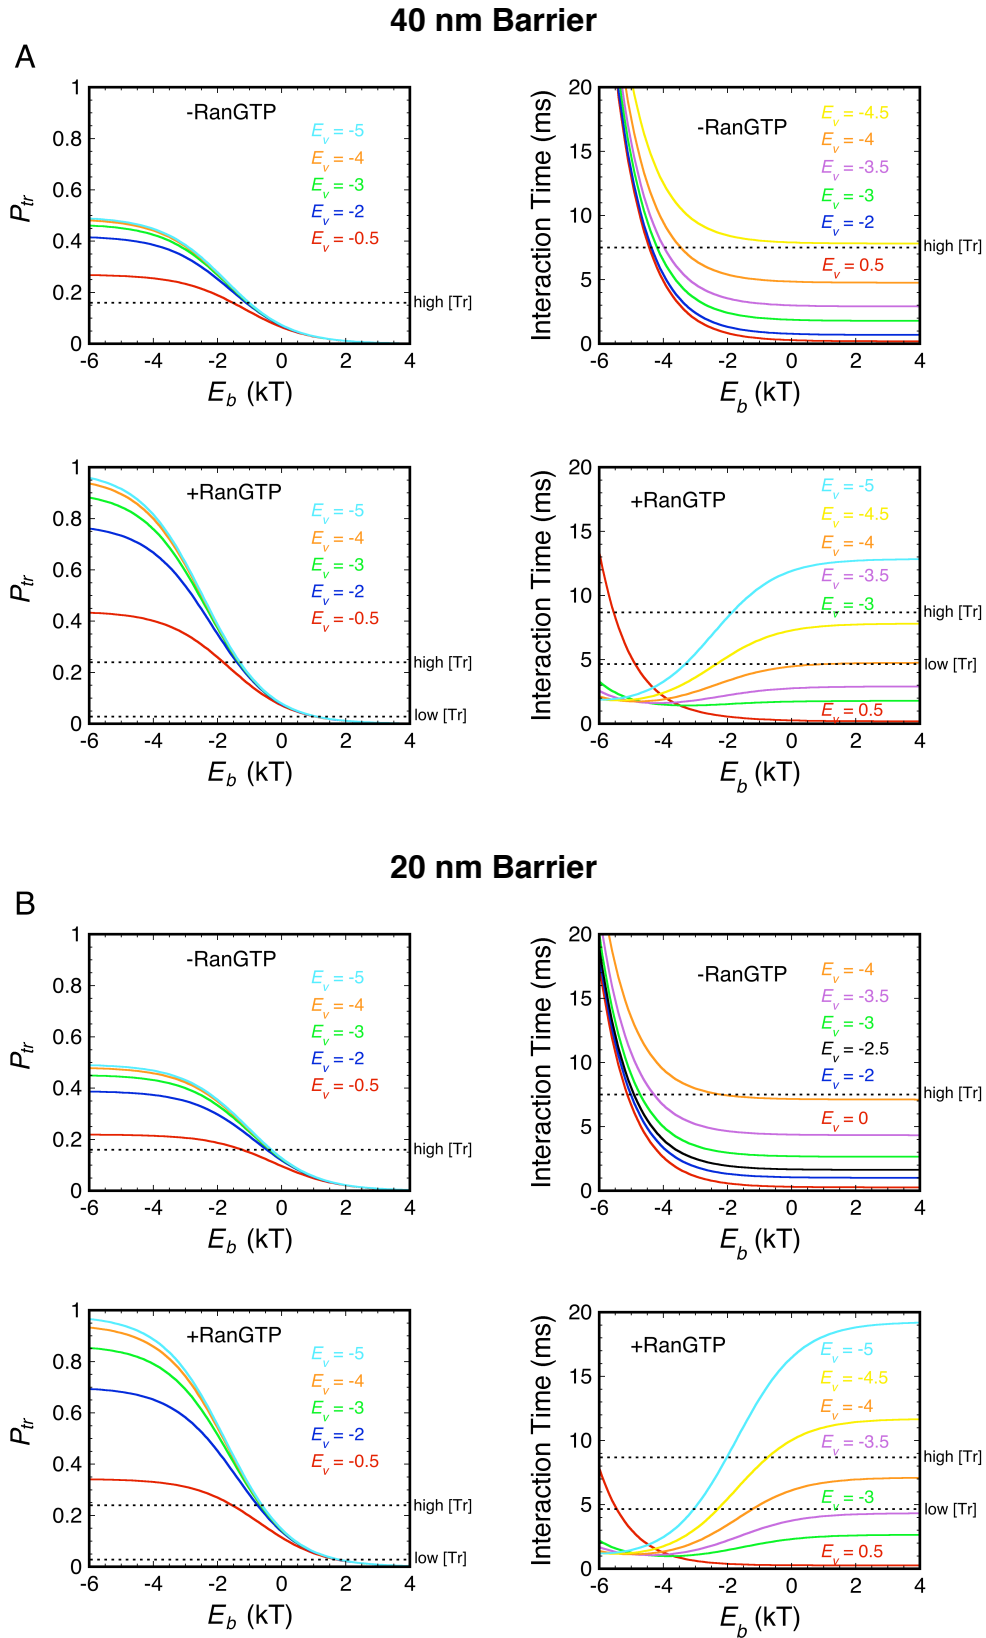 40 nm Barrier
A
-RanGTP
E_v = -5
E_v = -4
E_v = -3
E_v = -2
E_v = -0.5
high [Tr]
P_tr
1
0.8
0.6
0.4
0.2
0
-6 -4 -2 0 2 4
E_b (kT)
-RanGTP
E_v = -4.5
E_v = -4
E_v = -3.5
E_v = -3
E_v = -2
high [Tr]
E_v = 0.5
Interaction Time (ms)
20
15
10
5
0
-6 -4 -2 0 2 4
E_b (kT)
+RanGTP
E_v = -5
E_v = -4
E_v = -3
E_v = -2
E_v = -0.5
high [Tr]
low [Tr]
P_tr
1
0.8
0.6
0.4
0.2
0
-6 -4 -2 0 2 4
E_b (kT)
+RanGTP
E_v = -5
E_v = -4.5
E_v = -4
E_v = -3.5
E_v = -3
high [Tr]
low [Tr]
E_v = 0.5
Interaction Time (ms)
20
15
10
5
0
-6 -4 -2 0 2 4
E_b (kT)
20 nm Barrier
B
-RanGTP
E_v = -5
E_v = -4
E_v = -3
E_v = -2
E_v = -0.5
high [Tr]
P_tr
1
0.8
0.6
0.4
0.2
0
-6 -4 -2 0 2 4
E_b (kT)
-RanGTP
E_v = -4
E_v = -3.5
E_v = -3
E_v = -2.5
E_v = -2
high [Tr]
E_v = 0
Interaction Time (ms)
20
15
10
5
0
-6 -4 -2 0 2 4
E_b (kT)
+RanGTP
E_v = -5
E_v = -4
E_v = -3
E_v = -2
E_v = -0.5
high [Tr]
low [Tr]
P_tr
1
0.8
0.6
0.4
0.2
0
-6 -4 -2 0 2 4
E_b (kT)
+RanGTP
E_v = -5
E_v = -4.5
E_v = -4
E_v = -3.5
high [Tr]
E_v = -3
low [Tr]
E_v = 0.5
Interaction Time (ms)
20
15
10
5
0
-6 -4 -2 0 2 4
E_b (kT)